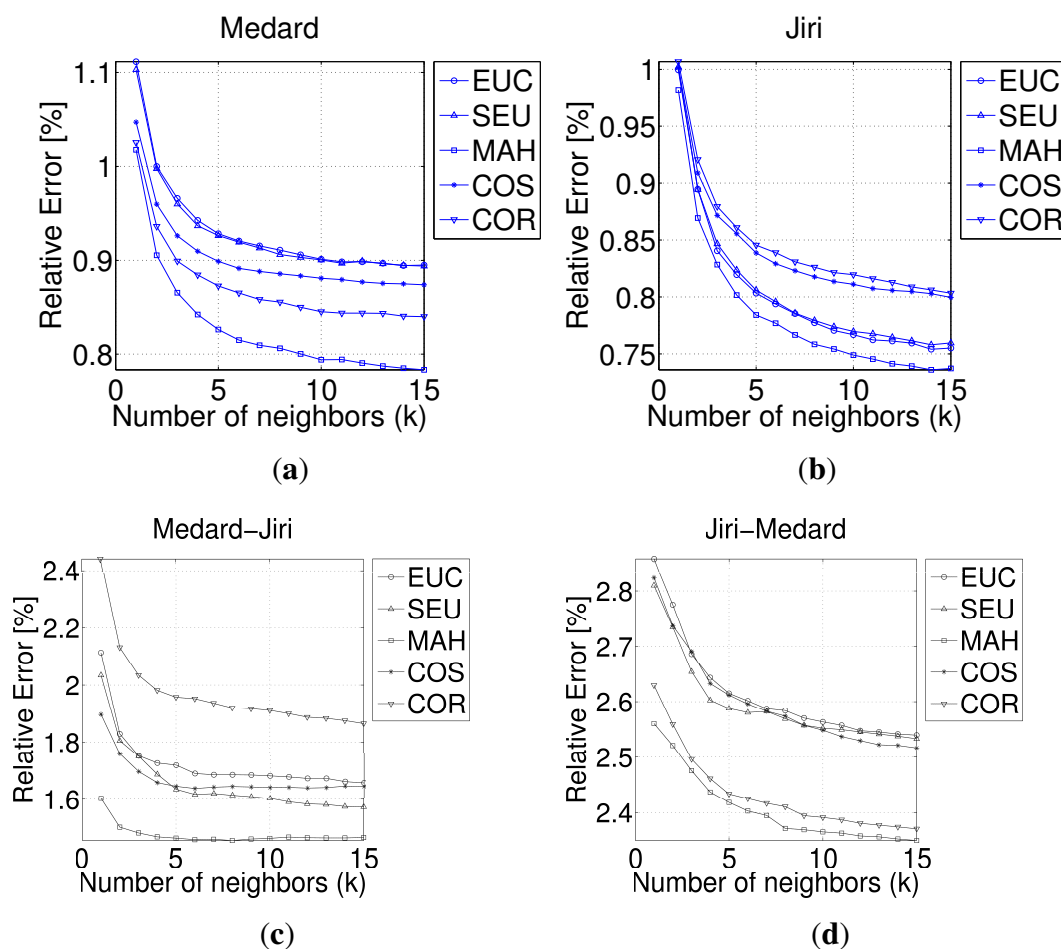 Medard
Relative Error [%]
1.1
1
0.9
0.8
0
5
10
15
Number of neighbors (k)
EUC
SEU
MAH
COS
COR
(a)
Jiri
Relative Error [%]
1
0.95
0.9
0.85
0.8
0.75
0
5
10
15
Number of neighbors (k)
EUC
SEU
MAH
COS
COR
(b)
Medard–Jiri
Relative Error [%]
2.4
2.2
2
1.8
1.6
0
5
10
15
Number of neighbors (k)
EUC
SEU
MAH
COS
COR
(c)
Jiri–Medard
Relative Error [%]
2.8
2.7
2.6
2.5
2.4
0
5
10
15
Number of neighbors (k)
EUC
SEU
MAH
COS
COR
(d)